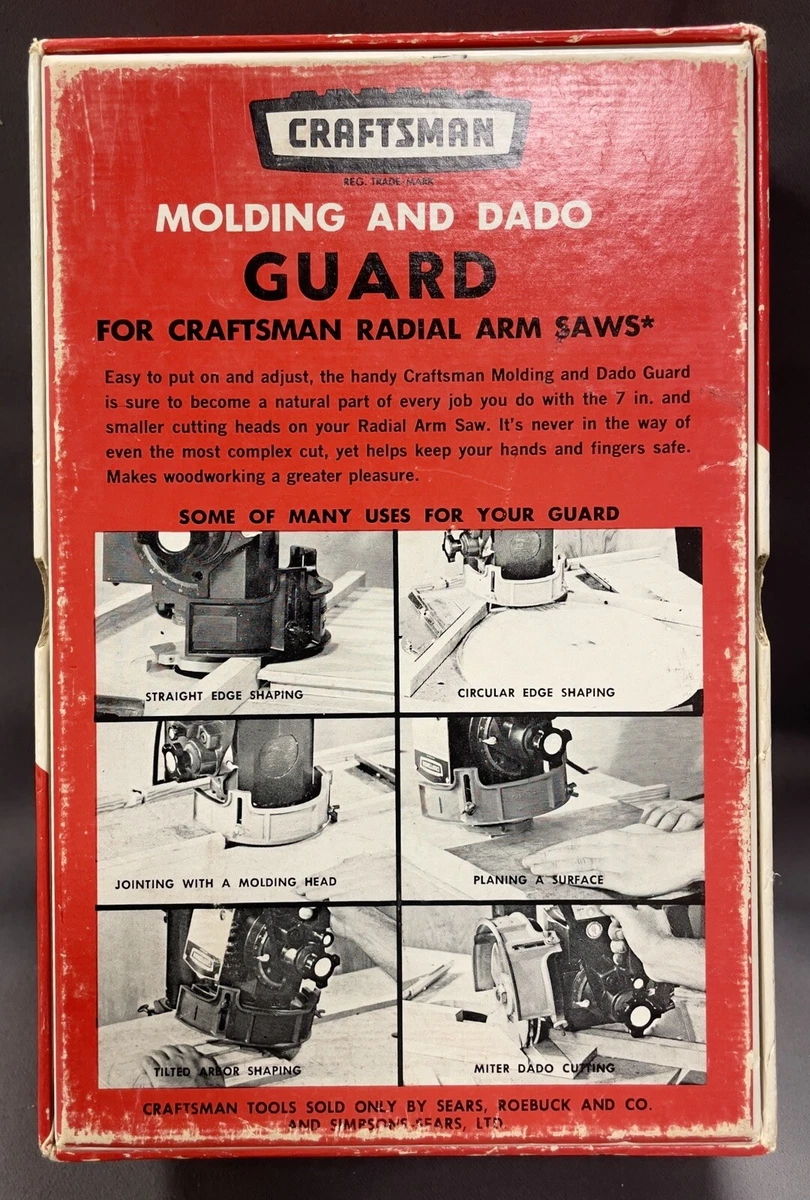 CRAFTSMAN
REG. TRADE MARK
MOLDING AND DADO
GUARD
FOR CRAFTSMAN RADIAL ARM SAWS*
Easy to put on and adjust, the handy Craftsman Molding and Dado Guard
is sure to become a natural part of every job you do with the 7 in. and
smaller cutting heads on your Radial Arm Saw. It's never in the way of
even the most complex cut, yet helps keep your hands and fingers safe.
Makes woodworking a greater pleasure.
SOME OF MANY USES FOR YOUR GUARD
STRAIGHT EDGE SHAPING
CIRCULAR EDGE SHAPING
JOINTING WITH A MOLDING HEAD
PLANING A SURFACE
TILTED ARBOR SHAPING
MITER DADO CUTTING
CRAFTSMAN TOOLS SOLD ONLY BY SEARS, ROEBUCK AND CO.
AND SIMPSONS-SEARS, LTD.